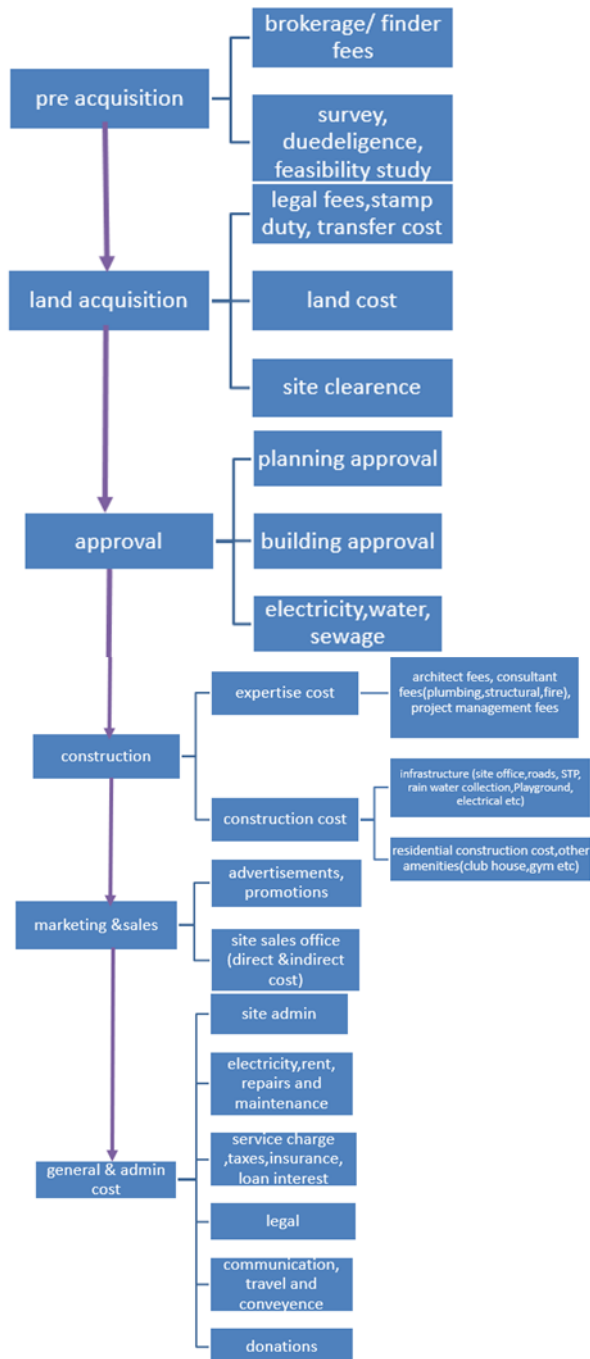 brokerage/ finder
fees
pre acquisition
survey,
duedeligence,
feasibility study
legal fees,stamp
duty, transfer cost
land acquisition
land cost
site clearence
planning approval
approval
building approval
electricity,water,
sewage
expertise cost
architect fees, consultant
fees(plumbing,structural,fire),
project management fees
construction
construction cost
infrastructure (site office,roads, STP,
rain water collection,Playground,
electrical etc)
residential construction cost,other
amenities(club house,gym etc)
advertisements,
promotions
marketing &sales
site sales office
(direct &indirect
cost)
site admin
electricity,rent,
repairs and
maintenance
service charge
,taxes,insurance,
loan interest
general & admin
cost
legal
communication,
travel and
conveyence
donations